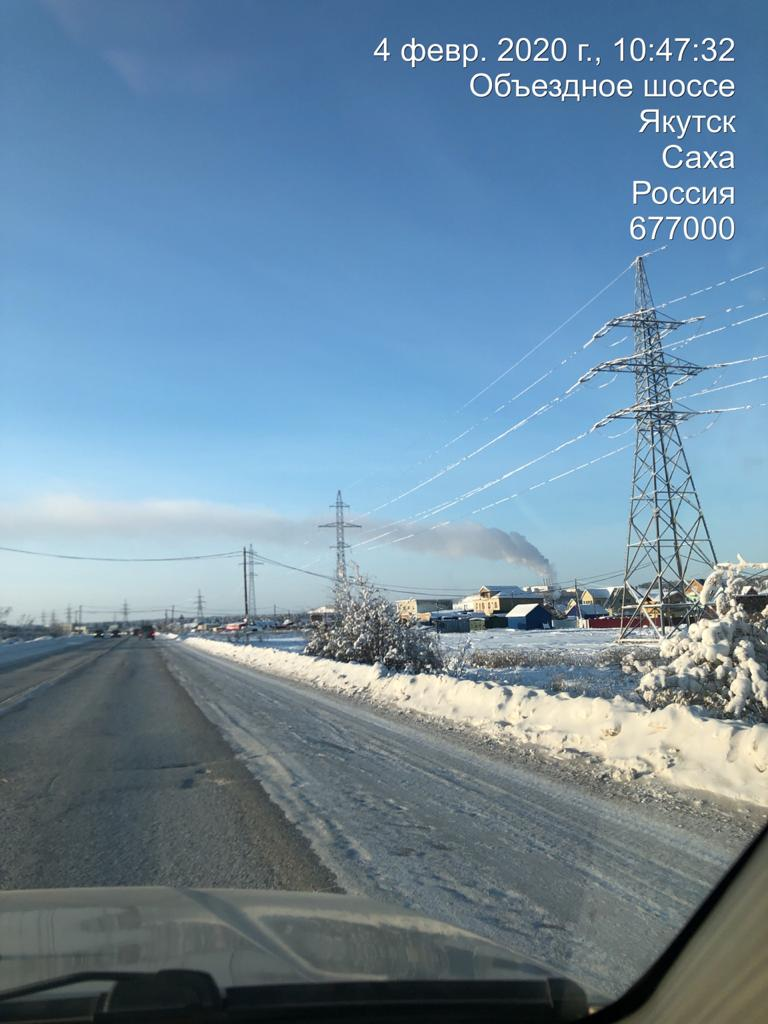 4 февр. 2020 г., 10:47:32
Объездное шоссе
Якутск
Саха
Россия
677000